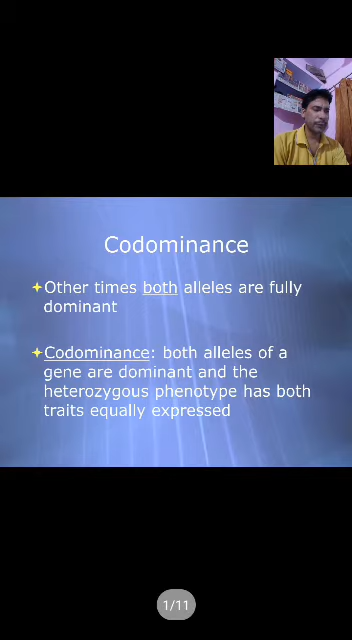 Codominance
Other times both alleles are fully
dominant
Codominance: both alleles of a
gene are dominant and the
heterozygous phenotype has both
traits equally expressed
1/11